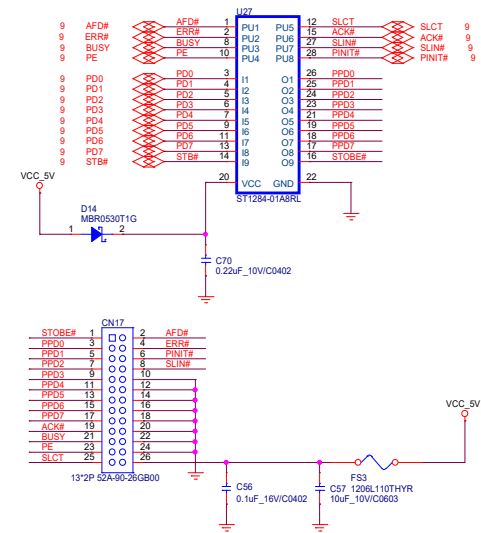 U27
9 AFD# AFD# 1 PU1 PU5 12 SLCT SLCT 9
9 ERR# ERR# 2 PU2 PU6 15 ACK# ACK# 9
9 BUSY BUSY 8 PU3 PU7 27 SLIN# SLIN# 9
9 PE PE 10 PU4 PU8 28 PINIT# PINIT# 9
9 PD0 PD0 3 I1 O1 26 PPD0
9 PD1 PD1 4 I2 O2 25 PPD1
9 PD2 PD2 5 I3 O3 24 PPD2
9 PD3 PD3 6 I4 O4 23 PPD3
9 PD4 PD4 7 I5 O5 21 PPD4
9 PD5 PD5 9 I6 O6 19 PPD5
9 PD6 PD6 11 I7 O7 18 PPD6
9 PD7 PD7 13 I8 O8 17 PPD7
9 STB# STB# 14 I9 O9 16 STOBE#
VCC_5V
20 VCC GND 22
ST1284-01A8RL
D14
MBR0530T1G
1 2
C70
0.22uF_10V/C0402
CN17
STOBE# 1 2 AFD#
PPD0 3 4 ERR#
PPD1 5 6 PINIT#
PPD2 7 8 SLIN#
PPD3 9 10
PPD4 11 12
PPD5 13 14
PPD6 15 16
PPD7 17 18
ACK# 19 20
BUSY 21 22
PE 23 24
SLCT 25 26
13*2P 52A-90-26GB00
VCC_5V
FS3
1206L110THYR
C56
0.1uF_16V/C0402
C57
10uF_10V/C0603